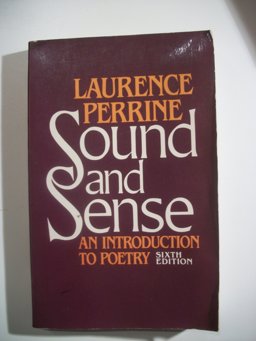 LAURENCE
PERRINE
Sound
and
Sense
AN INTRODUCTION
TO POETRY SIXTH
EDITION